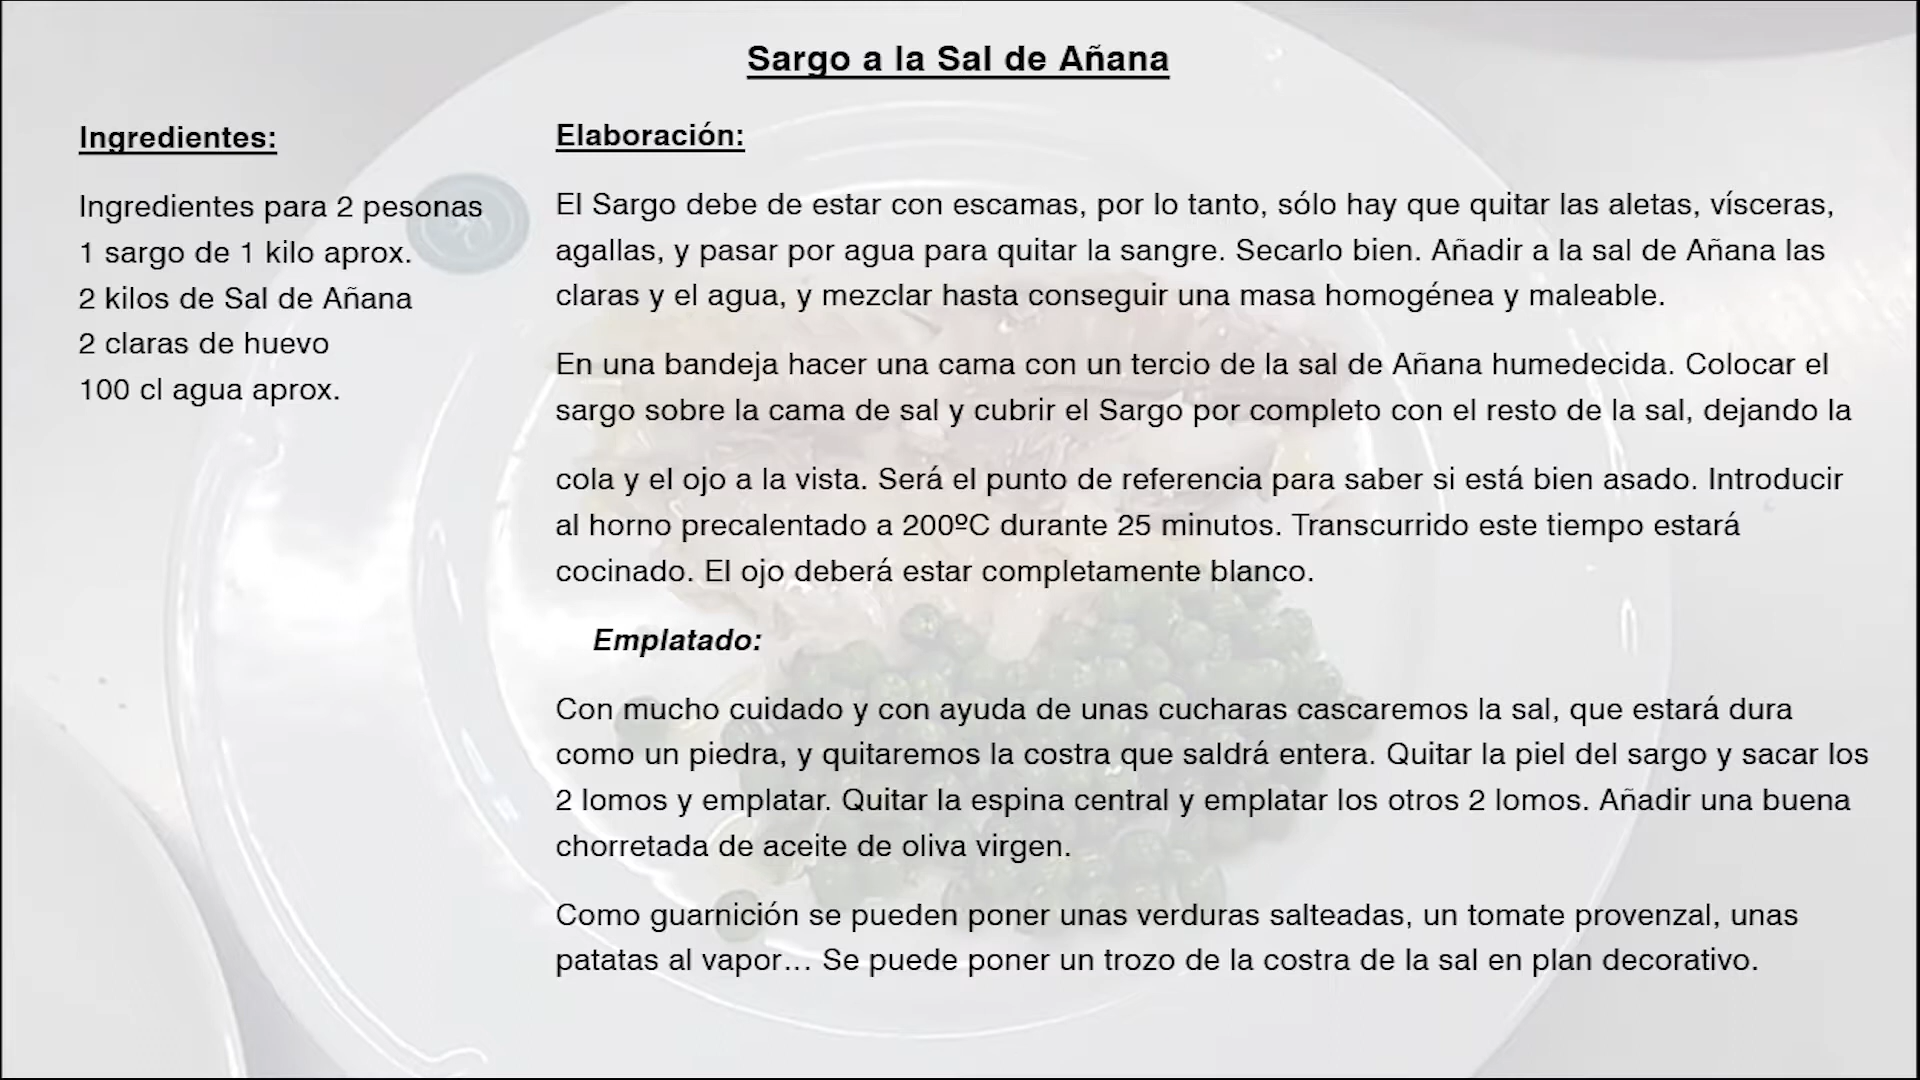 Sargo a la Sal de Añana
Ingredientes:
Ingredientes para 2 pesonas
1 sargo de 1 kilo aprox.
2 kilos de Sal de Añana
2 claras de huevo
100 cl agua aprox.
Elaboración:
El Sargo debe de estar con escamas, por lo tanto, sólo hay que quitar las aletas, vísceras,
agallas, y pasar por agua para quitar la sangre. Secarlo bien. Añadir a la sal de Añana las
claras y el agua, y mezclar hasta conseguir una masa homogénea y maleable.
En una bandeja hacer una cama con un tercio de la sal de Añana humedecida. Colocar el
sargo sobre la cama de sal y cubrir el Sargo por completo con el resto de la sal, dejando la
cola y el ojo a la vista. Será el punto de referencia para saber si está bien asado. Introducir
al horno precalentado a 200ºC durante 25 minutos. Transcurrido este tiempo estará
cocinado. El ojo deberá estar completamente blanco.
Emplatado:
Con mucho cuidado y con ayuda de unas cucharas cascaremos la sal, que estará dura
como un piedra, y quitaremos la costra que saldrá entera. Quitar la piel del sargo y sacar los
2 lomos y emplatar. Quitar la espina central y emplatar los otros 2 lomos. Añadir una buena
chorretada de aceite de oliva virgen.
Como guarnición se pueden poner unas verduras salteadas, un tomate provenzal, unas
patatas al vapor… Se puede poner un trozo de la costra de la sal en plan decorativo.